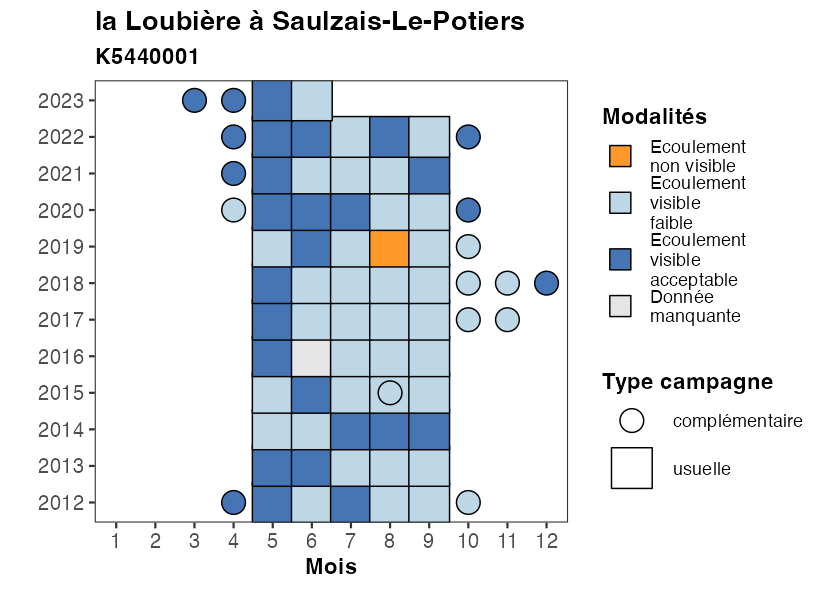 la Loubière à Saulzais-Le-Potiers
K5440001
2023
2022
2021
2020
2019
2018
2017
2016
2015
2014
2013
2012
1 2 3 4 5 6 7 8 9 10 11 12
Mois
Modalités
Ecoulement
non visible
Ecoulement
visible
faible
Ecoulement
visible
acceptable
Donnée
manquante
Type campagne
complémentaire
usuelle